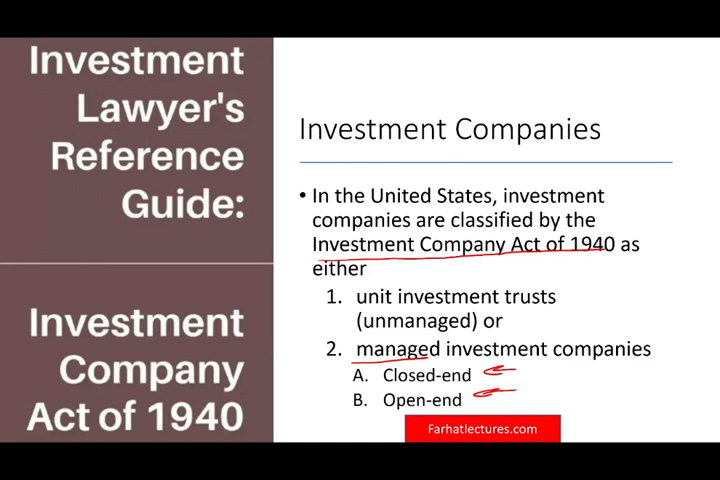 Investment
Lawyer's
Reference
Guide:
Investment
Company
Act of 1940
Investment Companies
• In the United States, investment
companies are classified by the
Investment Company Act of 1940 as
either
1. unit investment trusts
(unmanaged) or
2. managed investment companies
A. Closed-end
B. Open-end
Farhatlectures.com